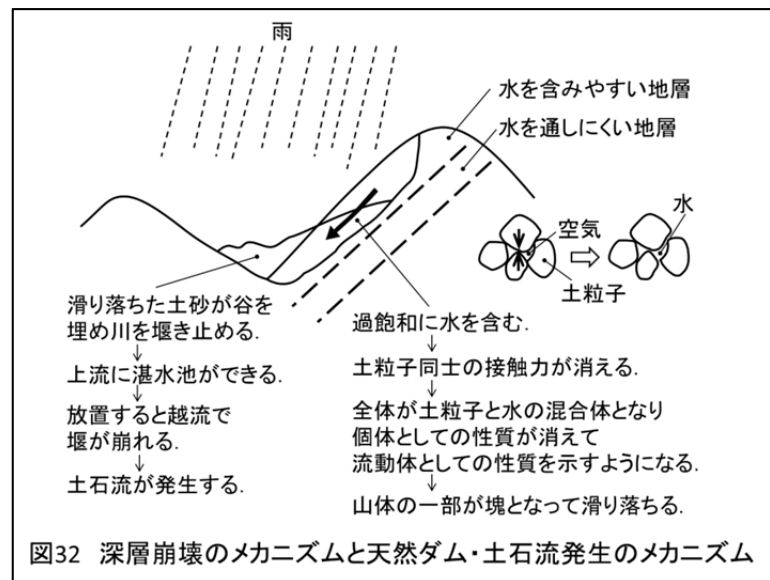 雨
水を含みやすい地層
水を通しにくい地層
水
空気
土粒子
滑り落ちた土砂が谷を
埋め川を堰き止める.
上流に湛水池ができる.
放置すると越流で
堰が崩れる.
土石流が発生する.
過飽和に水を含む.
土粒子同士の接触力が消える.
全体が土粒子と水の混合体となり
個体としての性質が消えて
流動体としての性質を示すようになる.
山体の一部が塊となって滑り落ちる.
図32 深層崩壊のメカニズムと天然ダム・土石流発生のメカニズム